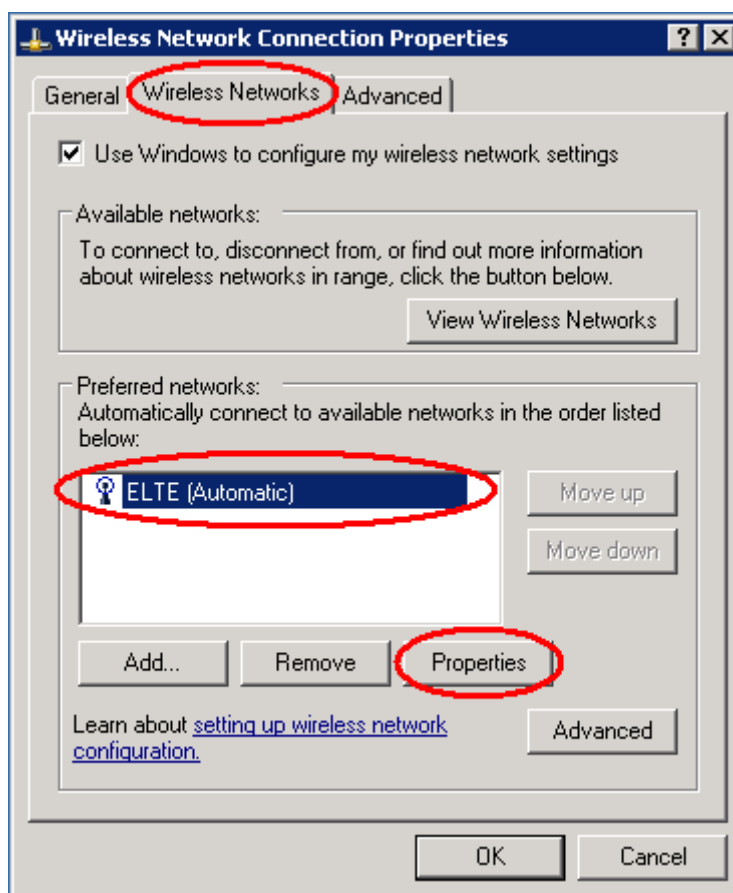 Wireless Network Connection Properties
General Wireless Networks Advanced
Use Windows to configure my wireless network settings
Available networks:
To connect to, disconnect from, or find out more information
about wireless networks in range, click the button below.
View Wireless Networks
Preferred networks:
Automatically connect to available networks in the order listed
below:
ELTE (Automatic)
Move up
Move down
Add... Remove Properties
Learn about setting up wireless network
configuration.
Advanced
OK Cancel